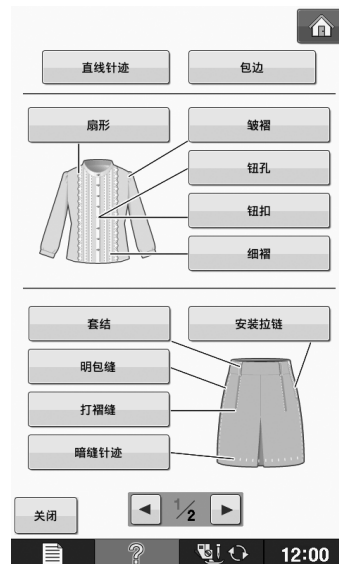 直线针迹
包边
扇形
皱褶
钮孔
钮扣
细褶
套结
安装拉链
明包缝
打褶缝
暗缝针迹
关闭
1/2
12:00